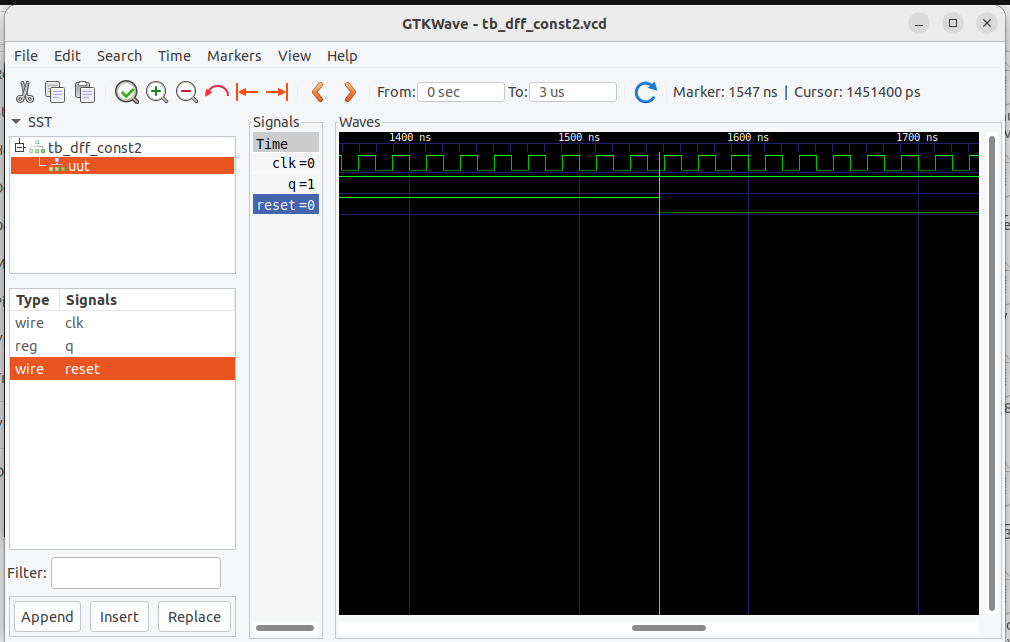 GTKWave - tb_dff_const2.vcd
File Edit Search Time Markers View Help
From: 0 sec To: 3 us Marker: 1547 ns | Cursor: 1451400 ps
SST
tb_dff_const2
uut
Type Signals
wire clk
reg q
wire reset
Filter:
Append Insert Replace
Signals
Time
clk =0
q =1
reset =0
Waves
1400 ns 1500 ns 1600 ns 1700 ns